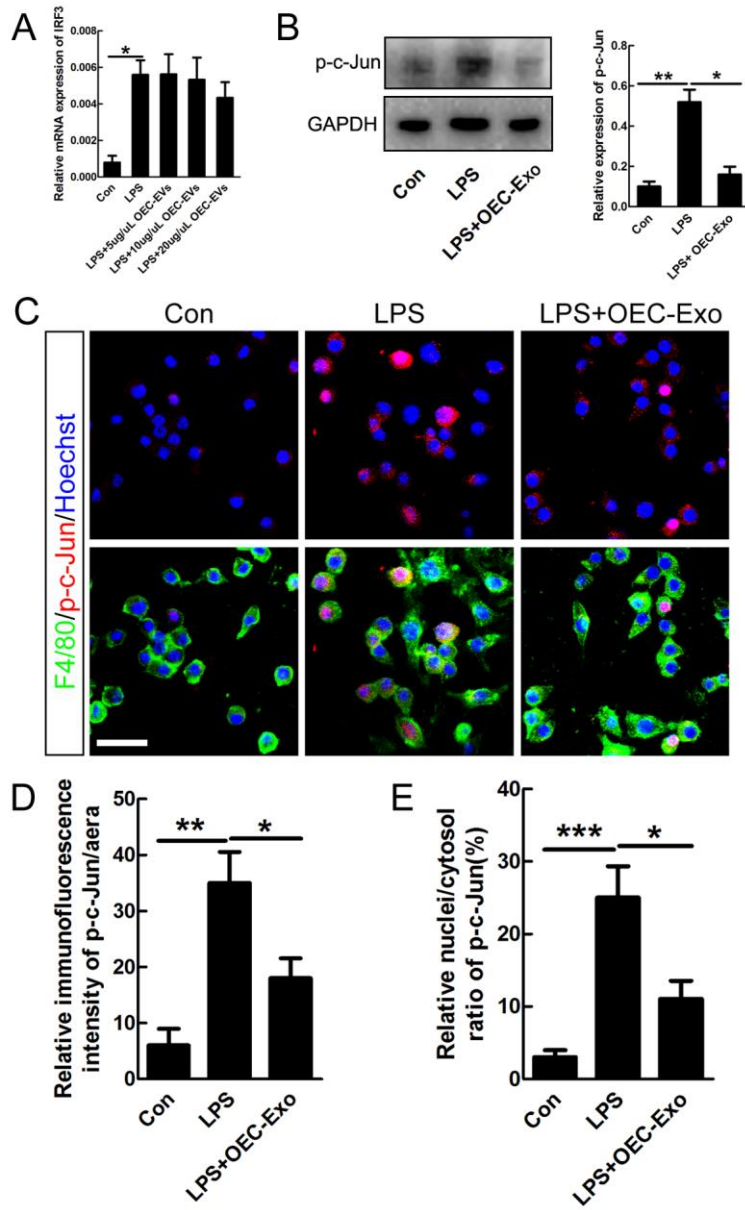 A
Relative mRNA expression of IRF3
0.008
0.006
0.004
0.002
0.000
*
Con
LPS
LPS+5ug/uL OEC-EVs
LPS+10ug/uL OEC-EVs
LPS+20ug/uL OEC-EVs
B
p-c-Jun
GAPDH
Con
LPS
LPS+OEC-Exo
Relative expression of p-c-Jun
0.8
0.6
0.4
0.2
0.0
**
*
Con
LPS
LPS+ OEC-Exo
C
Con
LPS
LPS+OEC-Exo
F4/80/p-c-Jun/Hoechst
D
Relative immunofluorescence
intensity of p-c-Jun/aera
50
40
30
20
10
0
**
*
Con
LPS
LPS+OEC-Exo
E
Relative nuclei/cytosol
ratio of p-c-Jun(%)
40
30
20
10
0
***
*
Con
LPS
LPS+OEC-Exo